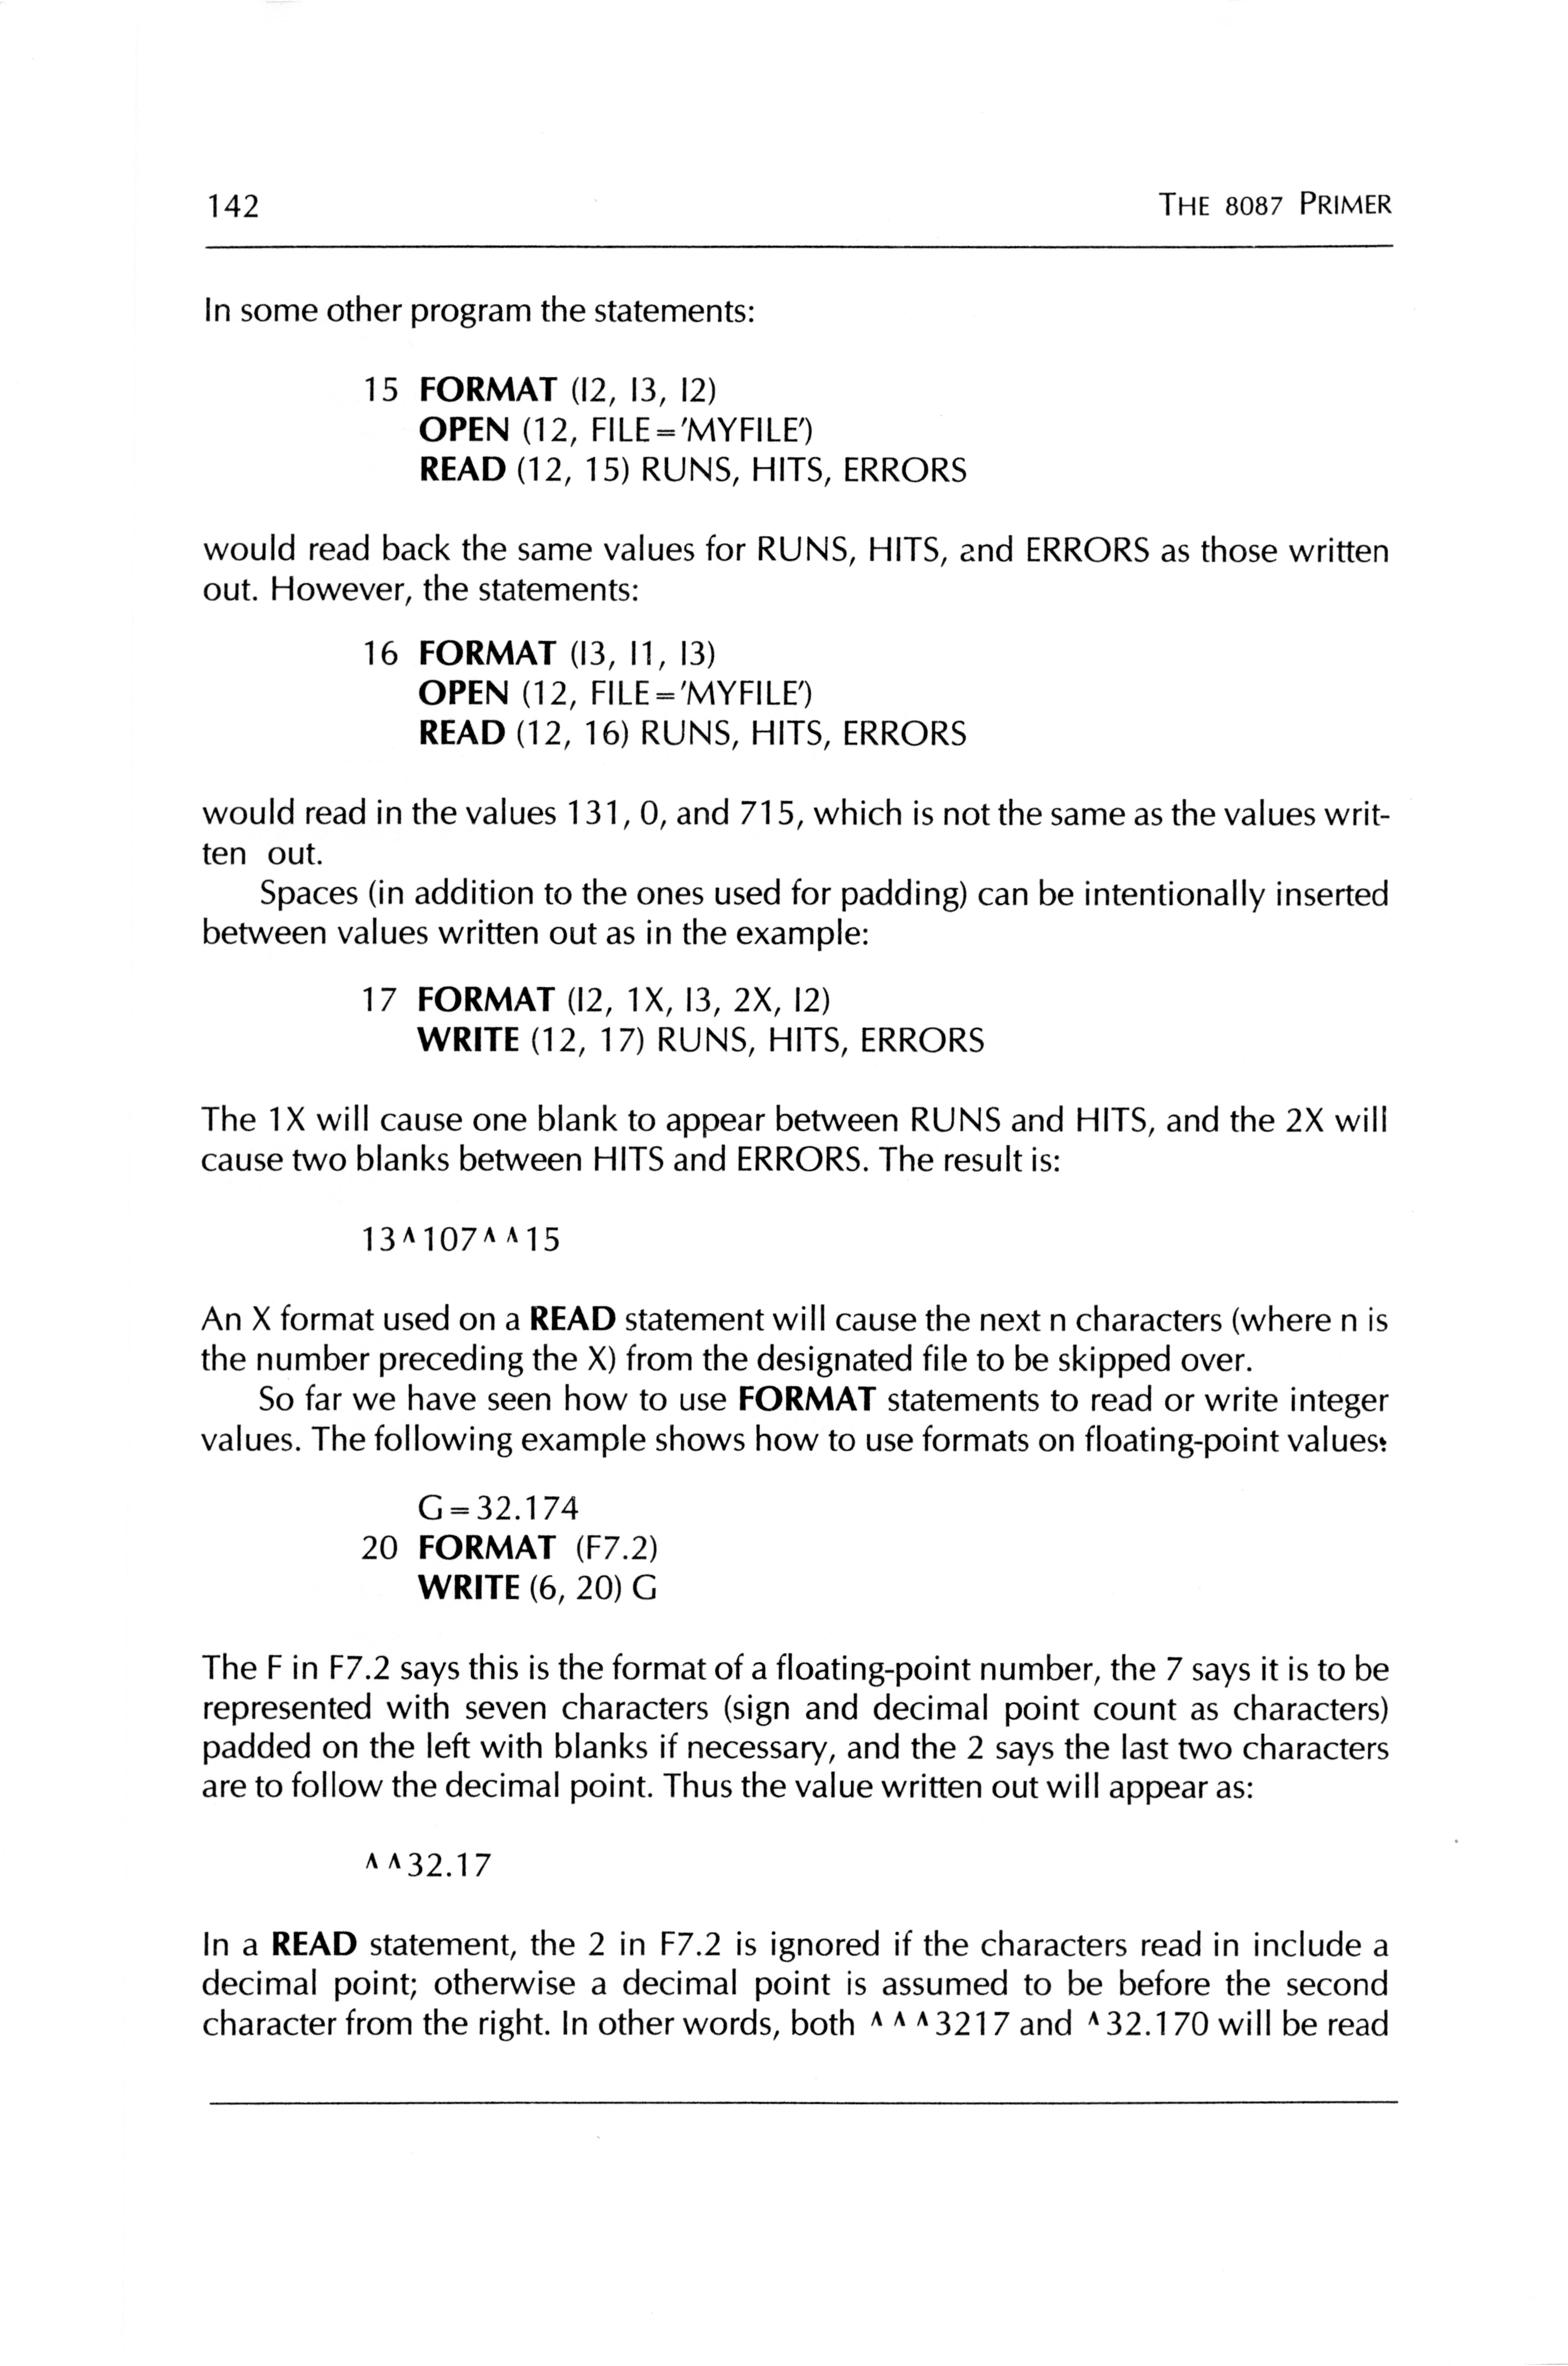 142 THE 8087 PRIMER
In some other program the statements:
15 FORMAT (I2, I3, I2)
OPEN (12, FILE='MYFILE')
READ (12, 15) RUNS, HITS, ERRORS
would read back the same values for RUNS, HITS, and ERRORS as those written
out. However, the statements:
16 FORMAT (I3, I1, I3)
OPEN (12, FILE='MYFILE')
READ (12, 16) RUNS, HITS, ERRORS
would read in the values 131, 0, and 715, which is not the same as the values writ-
ten out.
Spaces (in addition to the ones used for padding) can be intentionally inserted
between values written out as in the example:
17 FORMAT (I2, 1X, I3, 2X, I2)
WRITE (12, 17) RUNS, HITS, ERRORS
The 1X will cause one blank to appear between RUNS and HITS, and the 2X will
cause two blanks between HITS and ERRORS. The result is:
13^107^ ^15
An X format used on a READ statement will cause the next n characters (where n is
the number preceding the X) from the designated file to be skipped over.
So far we have seen how to use FORMAT statements to read or write integer
values. The following example shows how to use formats on floating-point values:
G=32.174
20 FORMAT (F7.2)
WRITE (6, 20) G
The F in F7.2 says this is the format of a floating-point number, the 7 says it is to be
represented with seven characters (sign and decimal point count as characters)
padded on the left with blanks if necessary, and the 2 says the last two characters
are to follow the decimal point. Thus the value written out will appear as:
^ ^32.17
In a READ statement, the 2 in F7.2 is ignored if the characters read in include a
decimal point; otherwise a decimal point is assumed to be before the second
character from the right. In other words, both ^ ^ ^3217 and ^32.170 will be read